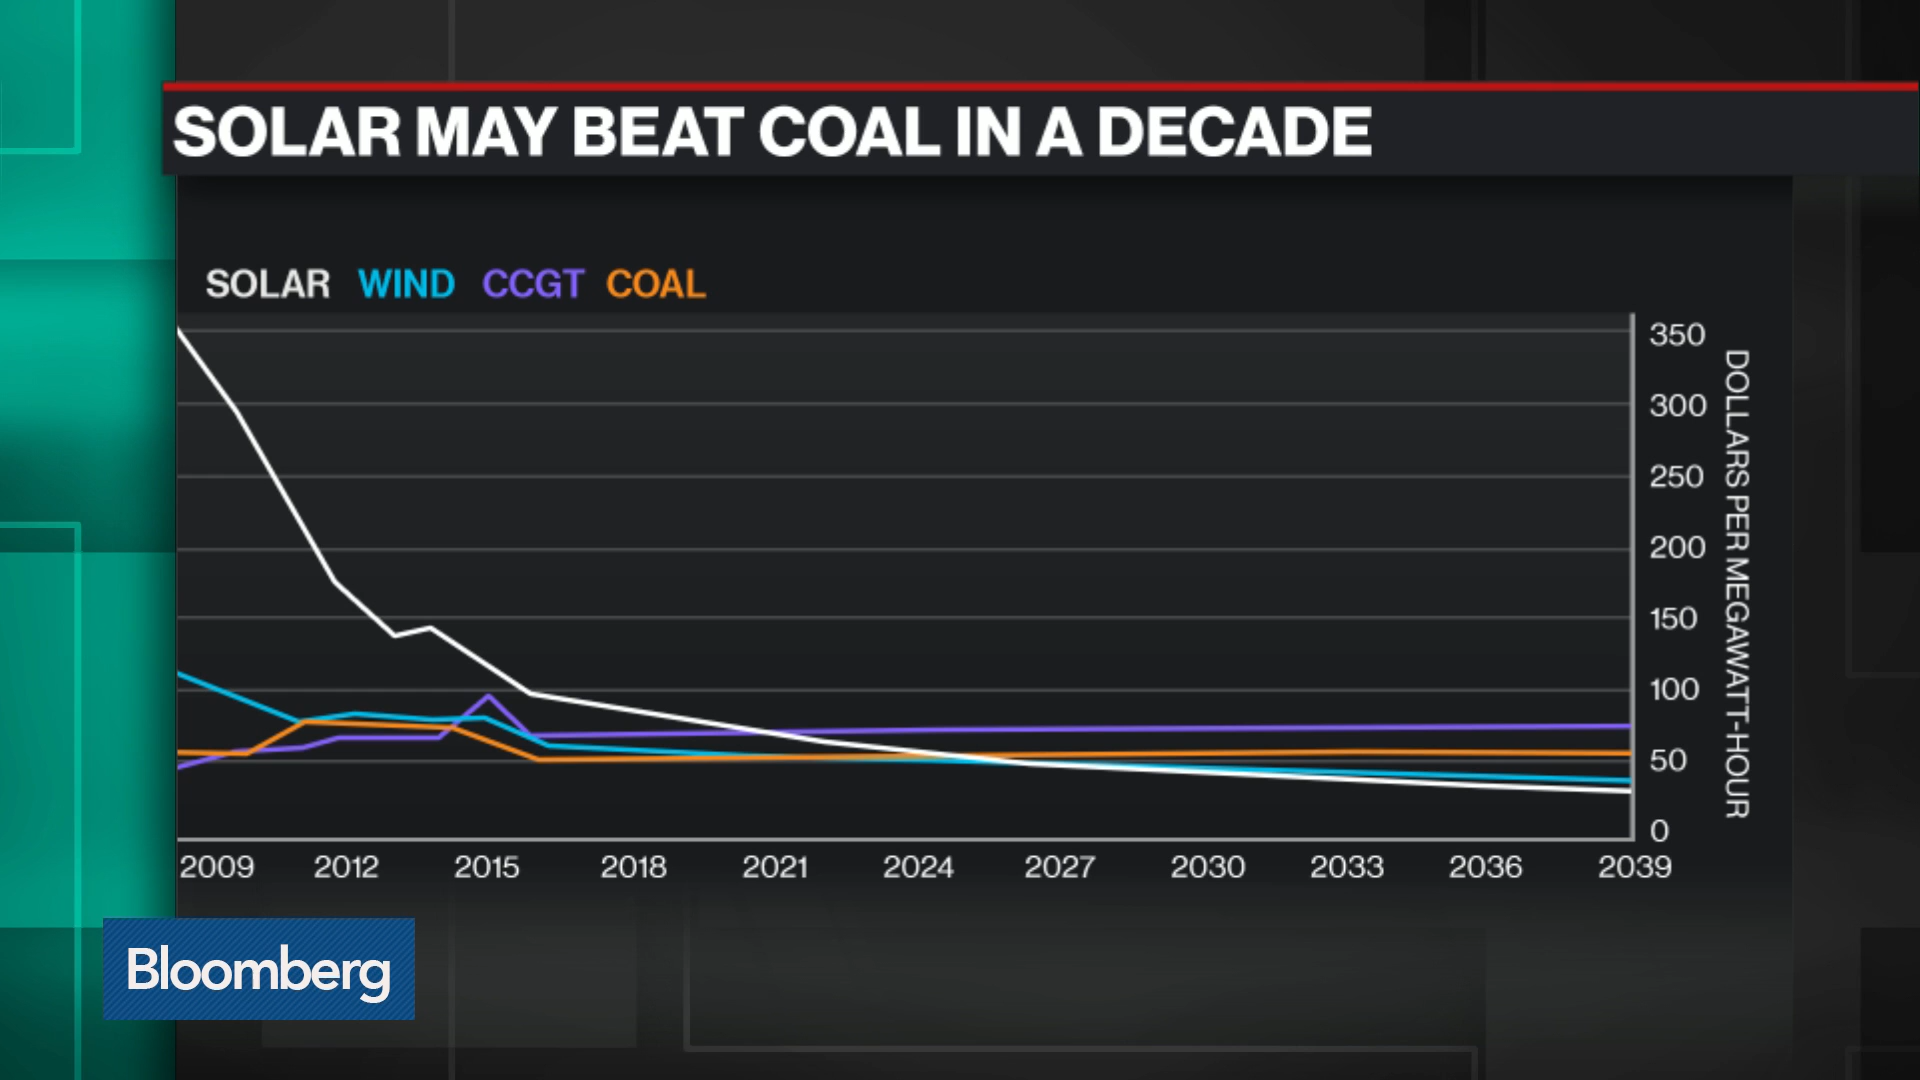 SOLAR MAY BEAT COAL IN A DECADE
SOLAR WIND CCGT COAL
350
300
250
200
150
100
50
0
DOLLARS PER MEGAWATT-HOUR
2009 2012 2015 2018 2021 2024 2027 2030 2033 2036 2039
Bloomberg